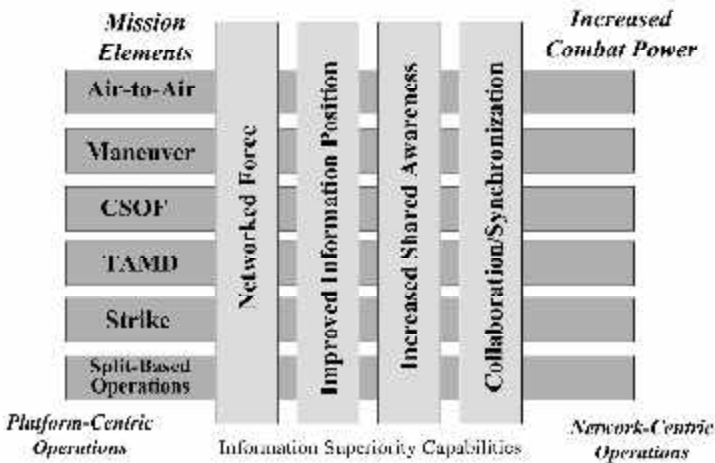 Mission
Elements
Increased
Combat Power
Air-to-Air
Maneuver
CSOF
TAMD
Strike
Split-Based
Operations
Networked Force
Improved Information Position
Increased Shared Awareness
Collaboration/Synchronization
Platform-Centric
Operations
Information Superiority Capabilities
Network-Centric
Operations